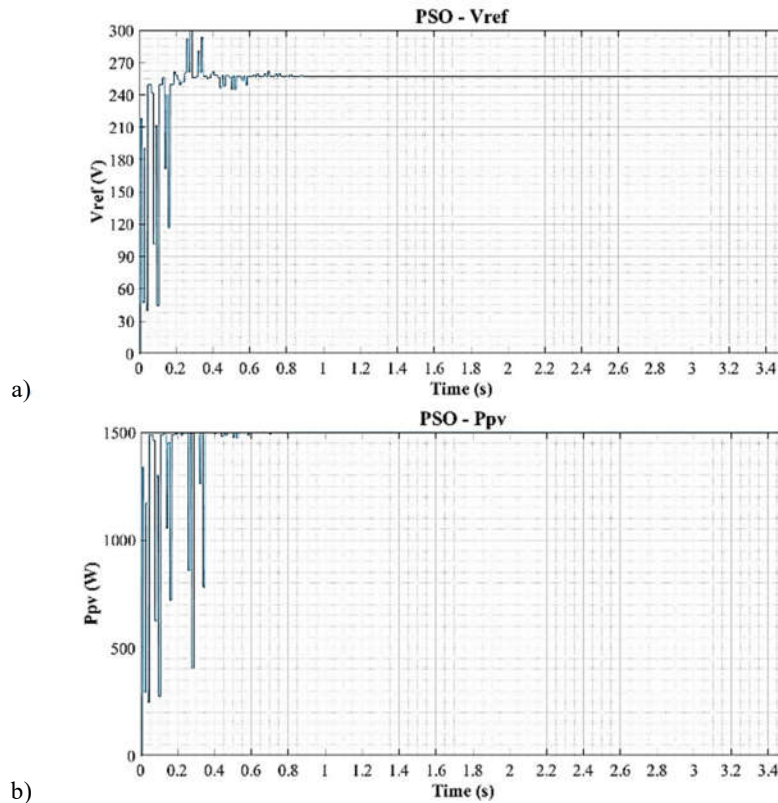 PSO - Vref
300
270
240
210
180
150
120
90
60
30
0
Vref (V)
0 0.2 0.4 0.6 0.8 1 1.2 1.4 1.6 1.8 2 2.2 2.4 2.6 2.8 3 3.2 3.4
Time (s)
a)
PSO - Ppv
1500
1000
500
0
Ppv (W)
0 0.2 0.4 0.6 0.8 1 1.2 1.4 1.6 1.8 2 2.2 2.4 2.6 2.8 3 3.2 3.4
Time (s)
b)